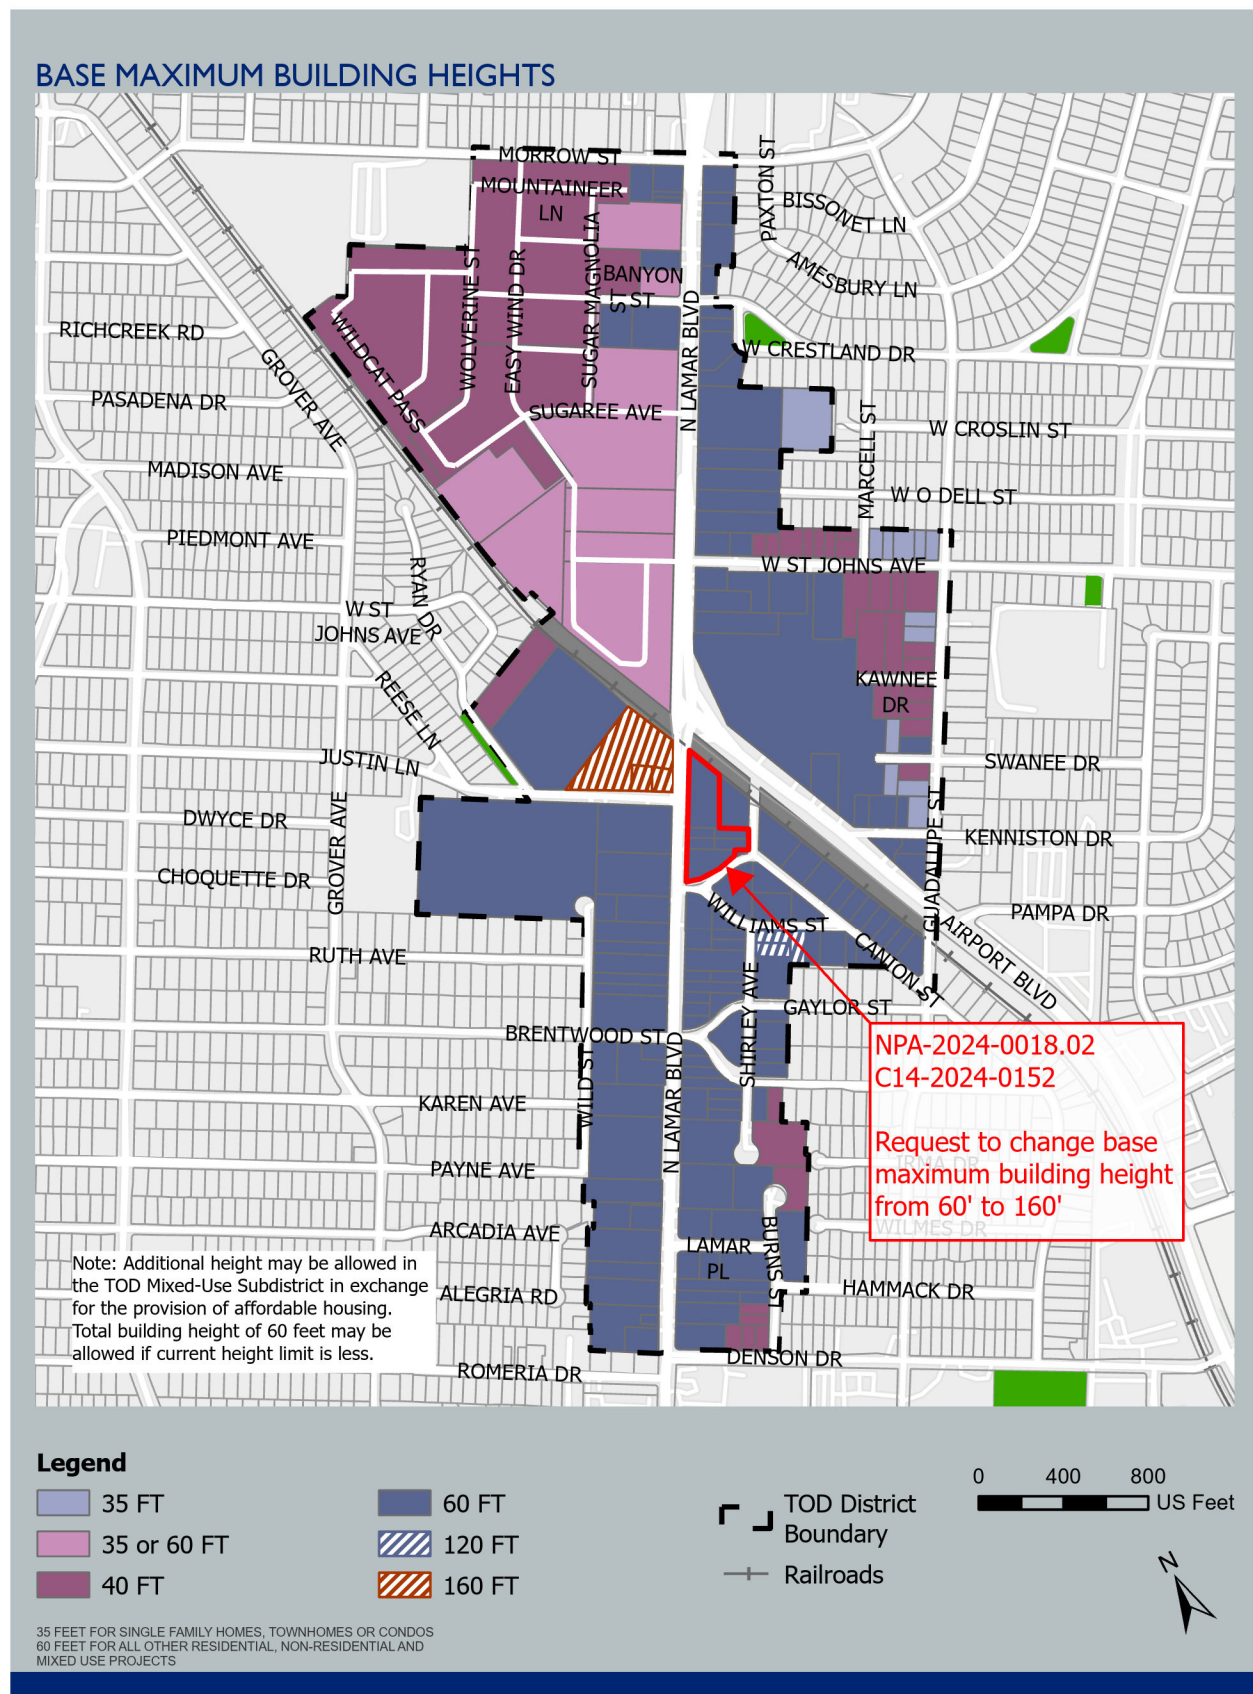 BASE MAXIMUM BUILDING HEIGHTS
MORROW ST
MOUNTAINEER
LN
PAXTON ST
BISSONET LN
AMESBURY LN
WOLVERINE ST
EASY WIND DR
SUGAR MAGNOLIA
ST
BANYON
ST
N LAMAR BLVD
W CRESTLAND DR
RICHCREEK RD
WILDCAT PASS
GROVER AVE
PASADENA DR
SUGAREE AVE
MARCELL ST
W CROSLIN ST
MADISON AVE
W O DELL ST
PIEDMONT AVE
W ST JOHNS AVE
RYAN DR
W ST
JOHNS AVE
REESE LN
KAWNEE
DR
JUSTIN LN
SWANEE DR
DWYCE DR
GROVER AVE
GUADALUPE ST
KENNISTON DR
CHOQUETTE DR
WILLIAMS ST
PAMPA DR
RUTH AVE
CANION ST
AIRPORT BLVD
SHIRLEY AVE
GAYLOR ST
BRENTWOOD ST
WILD ST
N LAMAR BLVD
NPA-2024-0018.02
C14-2024-0152
Request to change base
maximum building height
from 60' to 160'
KAREN AVE
IRMA DR
PAYNE AVE
WILMES DR
ARCADIA AVE
LAMAR
PL
BURNS ST
Note: Additional height may be allowed in
the TOD Mixed-Use Subdistrict in exchange
for the provision of affordable housing.
Total building height of 60 feet may be
allowed if current height limit is less.
ALEGRIA RD
HAMMACK DR
DENSON DR
ROMERIA DR
Legend
35 FT
35 or 60 FT
40 FT
60 FT
120 FT
160 FT
TOD District
Boundary
Railroads
0 400 800
US Feet
N
35 FEET FOR SINGLE FAMILY HOMES, TOWNHOMES OR CONDOS
60 FEET FOR ALL OTHER RESIDENTIAL, NON-RESIDENTIAL AND
MIXED USE PROJECTS